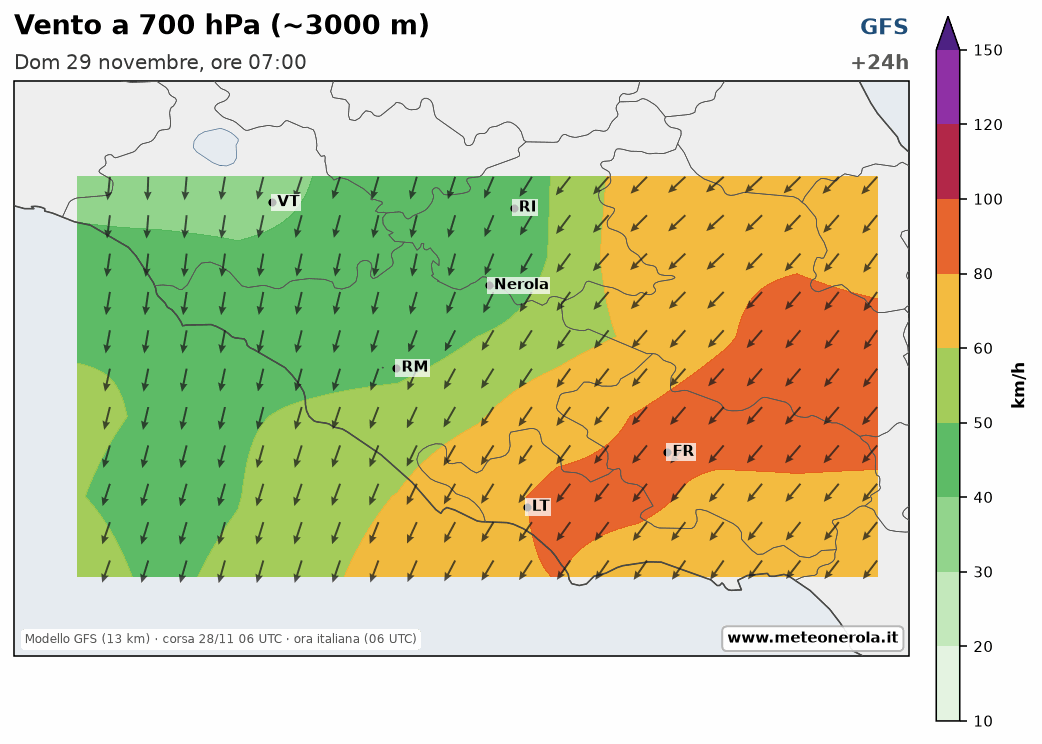 Vento a 700 hPa (~3000 m)
GFS
Dom 29 novembre, ore 07:00
+24h
VT
RI
Nerola
RM
FR
LT
150
120
100
80
60
50
40
30
20
10
km/h
Modello GFS (13 km) · corsa 28/11 06 UTC · ora italiana (06 UTC)
www.meteonerola.it